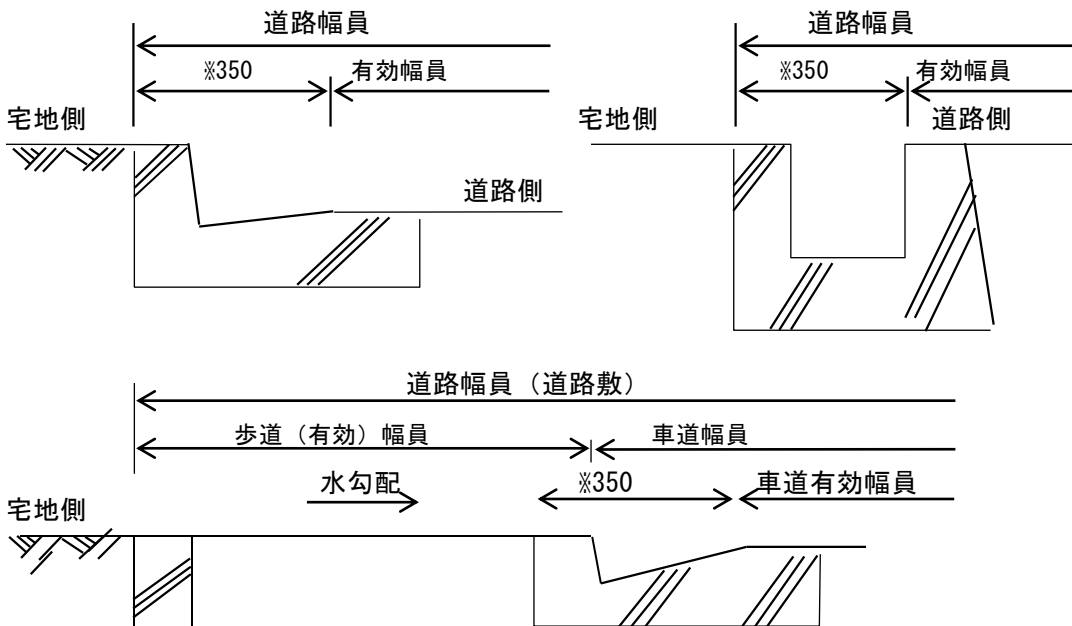 道路幅員
※350
有効幅員
宅地側
道路側
道路幅員
※350
有効幅員
宅地側
道路側
道路幅員（道路敷）
歩道（有効）幅員
車道幅員
水勾配
※350
車道有効幅員
宅地側